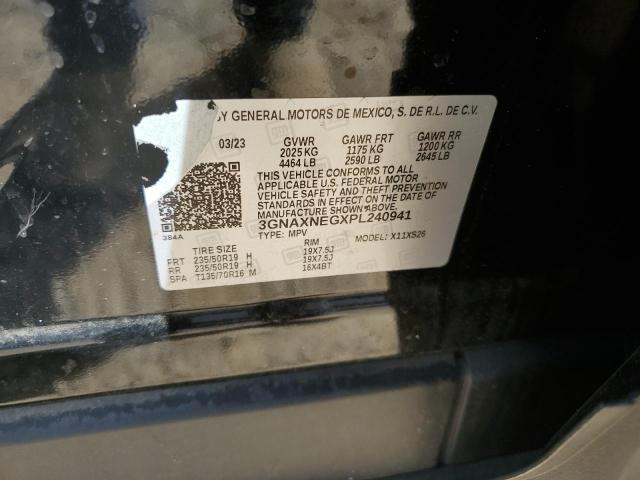 BY GENERAL MOTORS DE MEXICO, S. DE R.L. DE C.V.
03/23 GVWR GAWR FRT GAWR RR
2025 KG 1175 KG 1200 KG
4464 LB 2590 LB 2645 LB
THIS VEHICLE CONFORMS TO ALL
APPLICABLE U.S. FEDERAL MOTOR
VEHICLE SAFETY AND THEFT PREVENTION
STANDARDS IN EFFECT ON THE DATE OF
MANUFACTURE SHOWN ABOVE.
3GNAXNEGXPL240941
384A
TYPE: MPV MODEL: X11XS26
TIRE SIZE RIM
FRT 235/50R19 H 19X7.5J
RR 235/50R19 H 19X7.5J
SPA T135/70R16 M 16X4BT